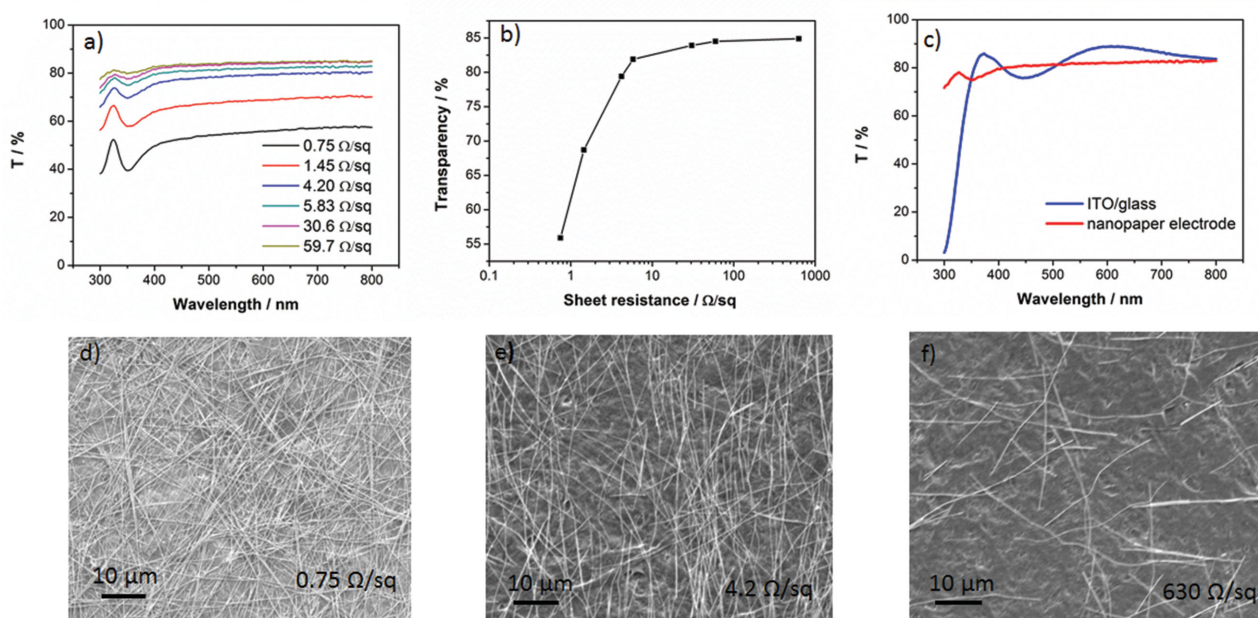 a)
T / %
100
80
60
40
20
0
0.75 Ω/sq
1.45 Ω/sq
4.20 Ω/sq
5.83 Ω/sq
30.6 Ω/sq
59.7 Ω/sq
300 400 500 600 700 800
Wavelength / nm
b)
Transparency / %
85
80
75
70
65
60
55
0.1 1 10 100 1000
Sheet resistance / Ω/sq
c)
T / %
100
80
60
40
20
0
ITO/glass
nanopaper electrode
300 400 500 600 700 800
Wavelength / nm
d)
10 μm
0.75 Ω/sq
e)
10 μm
4.2 Ω/sq
f)
10 μm
630 Ω/sq